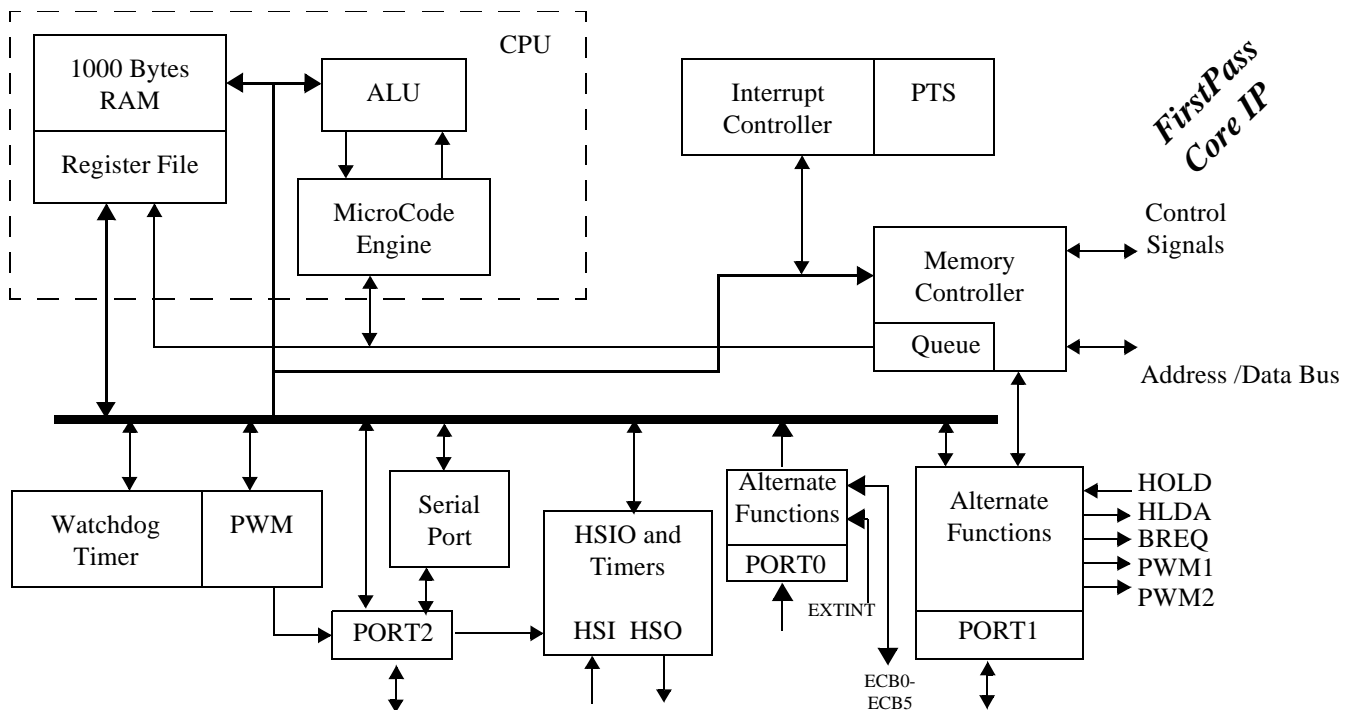 CPU
1000 Bytes
RAM
Register File
ALU
MicroCode
Engine
Interrupt
Controller
PTS
FirstPass
Core IP
Control
Signals
Memory
Controller
Queue
Address /Data Bus
Watchdog
Timer
PWM
Serial
Port
PORT2
HSIO and
Timers
HSI HSO
Alternate
Functions
PORT0
EXTINT
ECB0-
ECB5
Alternate
Functions
PORT1
HOLD
HLDA
BREQ
PWM1
PWM2